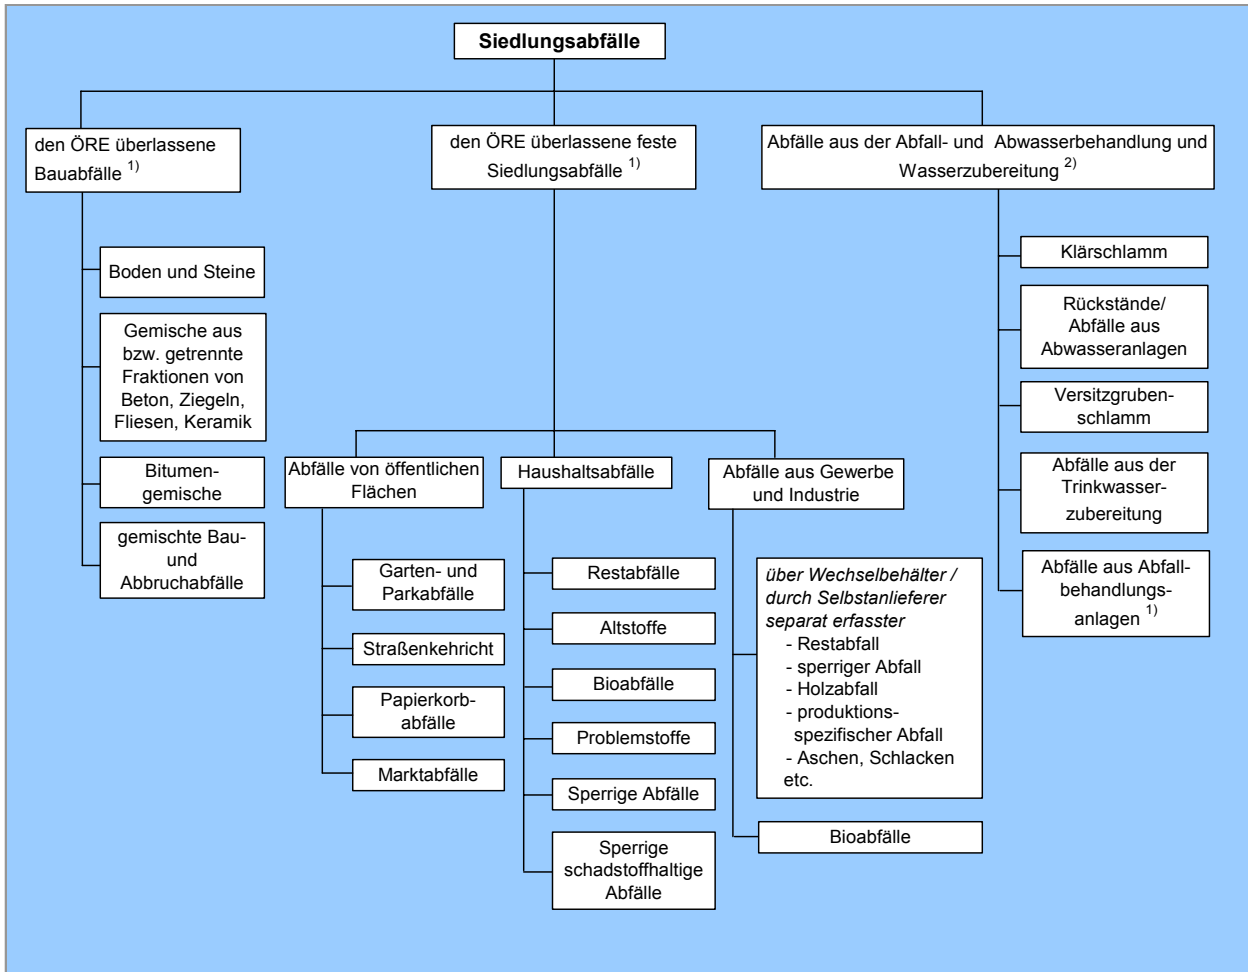 Siedlungsabfälle
den ÖRE überlassene
Bauabfälle 1)
den ÖRE überlassene feste
Siedlungsabfälle 1)
Abfälle aus der Abfall- und Abwasserbehandlung und
Wasserzubereitung 2)
Boden und Steine
Gemische aus
bzw. getrennte
Fraktionen von
Beton, Ziegeln,
Fliesen, Keramik
Bitumen-
gemische
gemischte Bau-
und
Abbruchabfälle
Abfälle von öffentlichen
Flächen
Garten- und
Parkabfälle
Straßenkehricht
Papierkorb-
abfälle
Marktabfälle
Haushaltsabfälle
Restabfälle
Altstoffe
Bioabfälle
Problemstoffe
Sperrige Abfälle
Sperrige
schadstoffhaltige
Abfälle
Abfälle aus Gewerbe
und Industrie
über Wechselbehälter /
durch Selbstanlieferer
separat erfasster
- Restabfall
- sperriger Abfall
- Holzabfall
- produktions-
spezifischer Abfall
- Aschen, Schlacken
etc.
Bioabfälle
Klärschlamm
Rückstände/
Abfälle aus
Abwasseranlagen
Versitzgruben-
schlamm
Abfälle aus der
Trinkwasser-
zubereitung
Abfälle aus Abfall-
behandlungs-
anlagen 1)